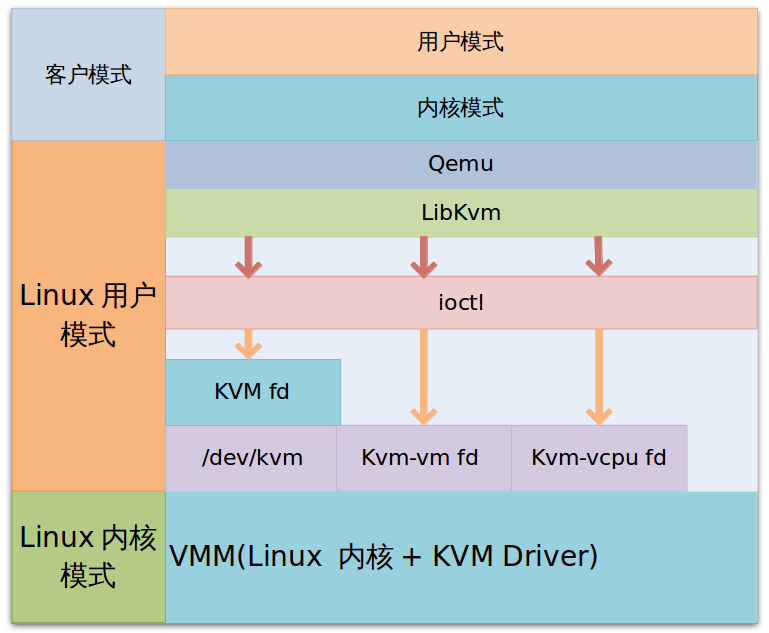 客户模式
用户模式
内核模式
Linux 用户
模式
Qemu
LibKvm
ioctl
KVM fd
/dev/kvm
Kvm-vm fd
Kvm-vcpu fd
Linux 内核
模式
VMM(Linux 内核 + KVM Driver)